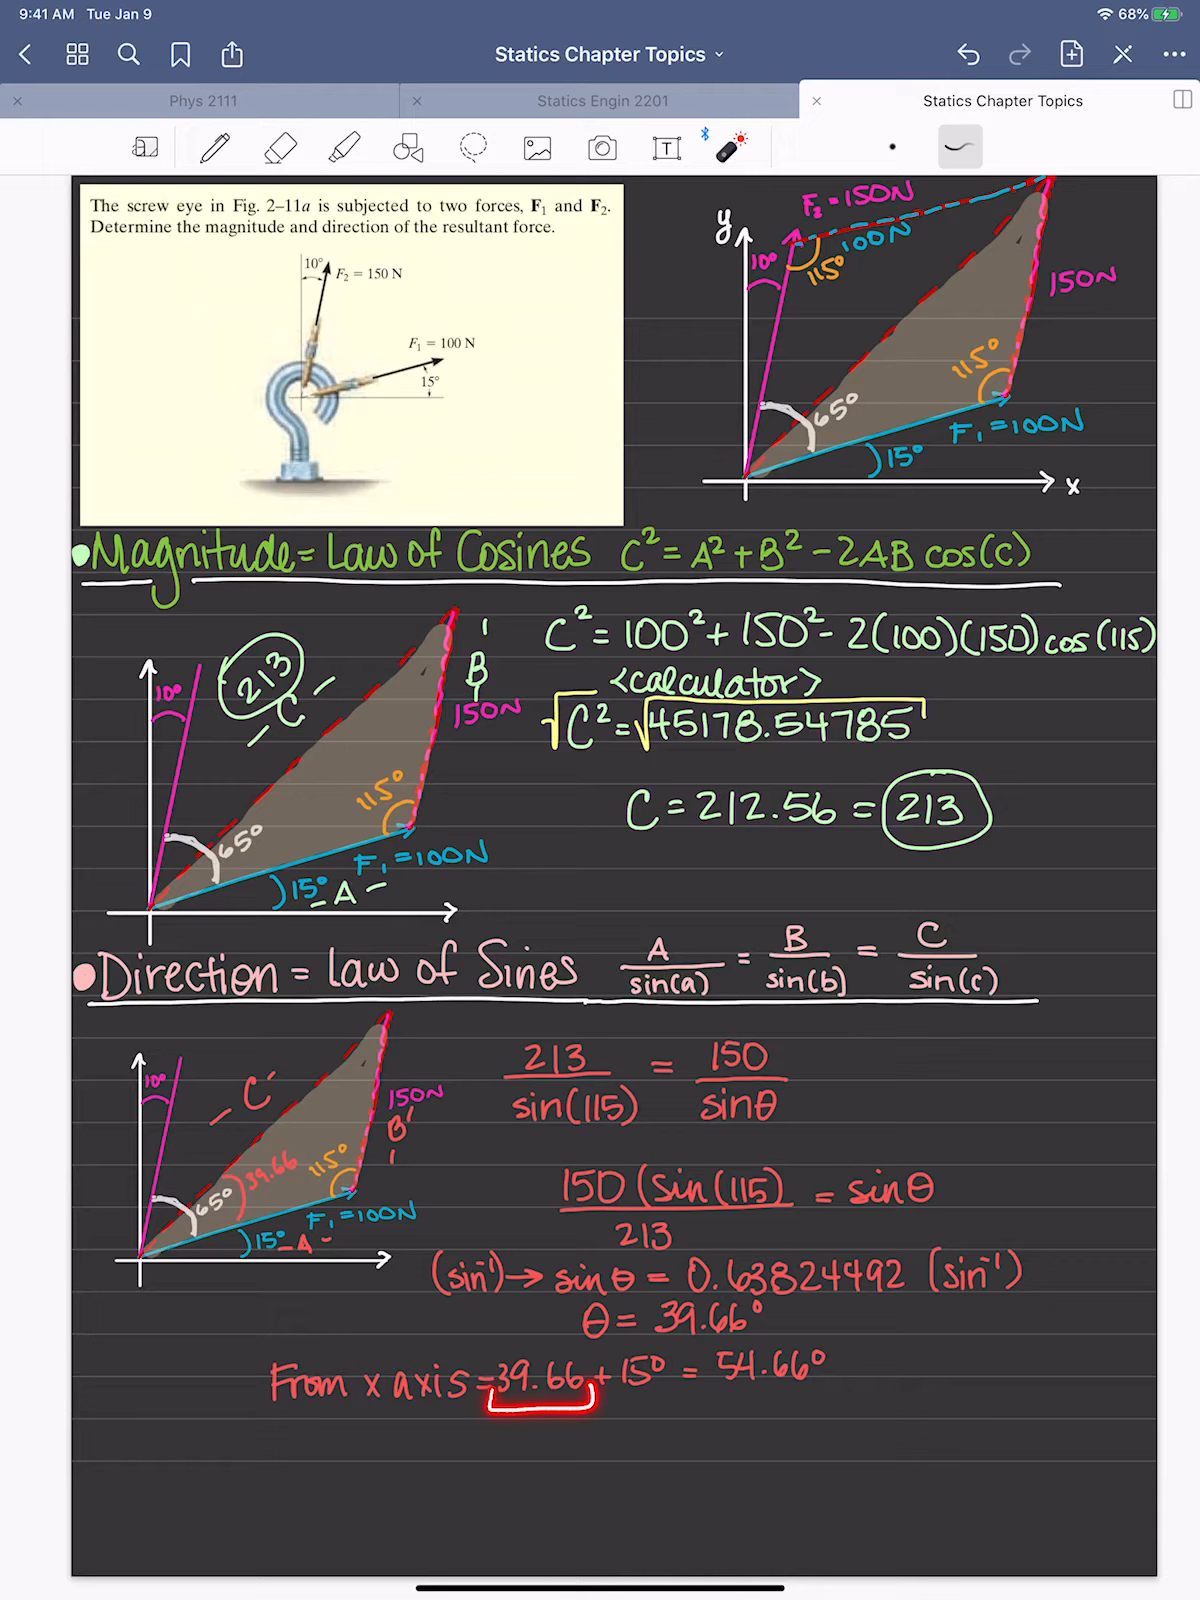 9:41 AM Tue Jan 9
68%
Statics Chapter Topics
Phys 2111
Statics Engin 2201
Statics Chapter Topics
The screw eye in Fig. 2–11a is subjected to two forces, F₁ and F₂.
Determine the magnitude and direction of the resultant force.
10°
F₂ = 150 N
F₁ = 100 N
15°
y
F₂ = 150N
10°
115°
100N
150N
115°
65°
F₁ = 100N
15°
x
•Magnitude = Law of Cosines C² = A² + B² - 2AB cos(c)
10°
213
- C -
B
150N
115°
65°
F₁ = 100N
15°
- A -
C² = 100² + 150² - 2(100)(150) cos(115)
<calculator>
√C² = √45178.54785
C = 212.56 = 213
•Direction = Law of Sines A/sin(a) = B/sin(b) = C/sin(c)
10°
- C -
150N
B
39.66
115°
65°
F₁ = 100N
15°
- A -
213/sin(115) = 150/sinθ
150 (sin(115)/213 = sinθ
(sin⁻¹)→ sinθ = 0.63824492 (sin⁻¹)
θ = 39.66°
From x axis = 39.66 + 15° = 54.66°